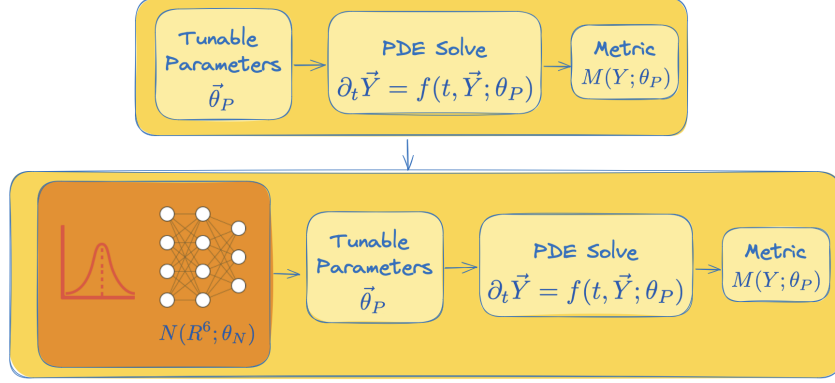 Tunable
Parameters
$\vec{\theta}_P$
PDE Solve
$\partial_t \vec{Y} = f(t, \vec{Y}; \theta_P)$
Metric
$M(Y; \theta_P)$
$N(R^6; \theta_N)$
Tunable
Parameters
$\vec{\theta}_P$
PDE Solve
$\partial_t \vec{Y} = f(t, \vec{Y}; \theta_P)$
Metric
$M(Y; \theta_P)$